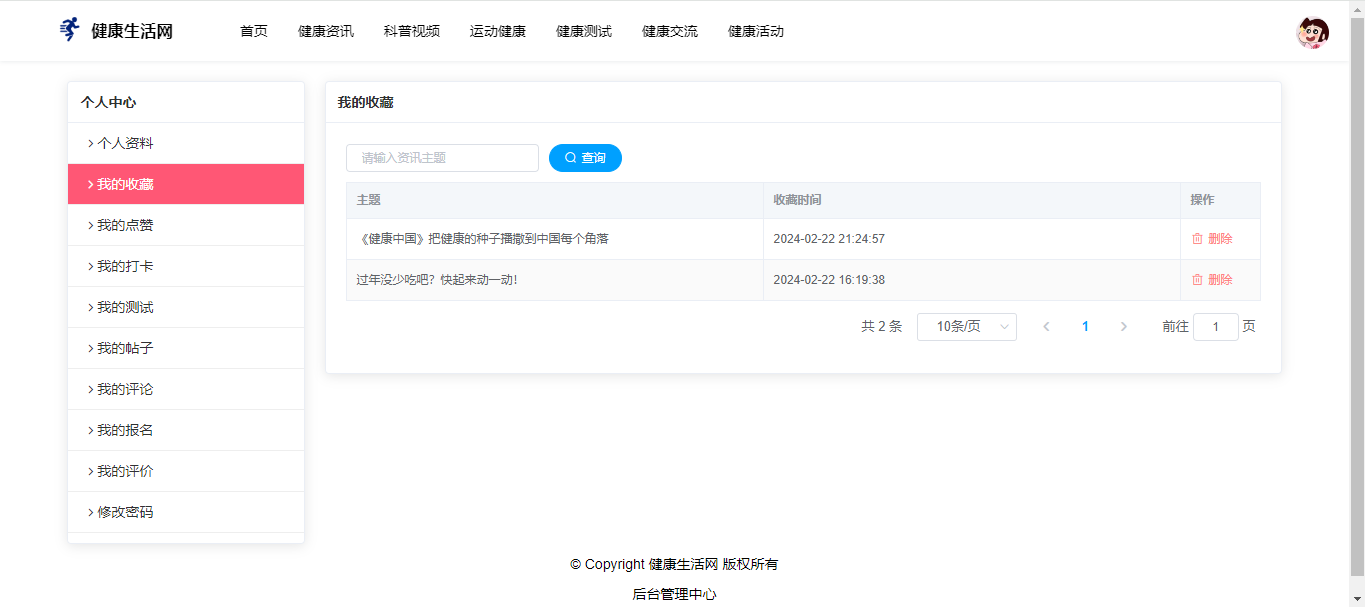 健康生活网 首页 健康资讯 科普视频 运动健康 健康测试 健康交流 健康活动
个人中心
个人资料
我的收藏
我的点赞
我的打卡
我的测试
我的帖子
我的评论
我的报名
我的评价
修改密码
我的收藏
请输入资讯主题 查询
主题 收藏时间 操作
《健康中国》把健康的种子播撒到中国每个角落 2024-02-22 21:24:57 删除
过年没少吃吧？快起来动一动！ 2024-02-22 16:19:38 删除
共 2 条 10条/页 1 前往 1 页
© Copyright 健康生活网 版权所有
后台管理中心